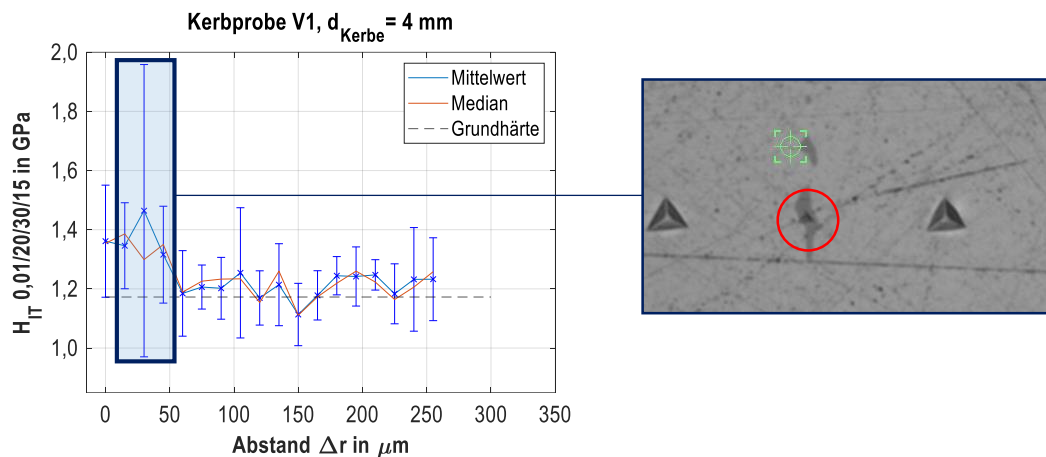 Kerbprobe V1, d_Kerbe = 4 mm
2,0
1,8
1,6
1,4
1,2
1,0
H_IT 0,01/20/30/15 in GPa
Mittelwert
Median
Grundhärte
0 50 100 150 200 250 300 350
Abstand Δr in μm